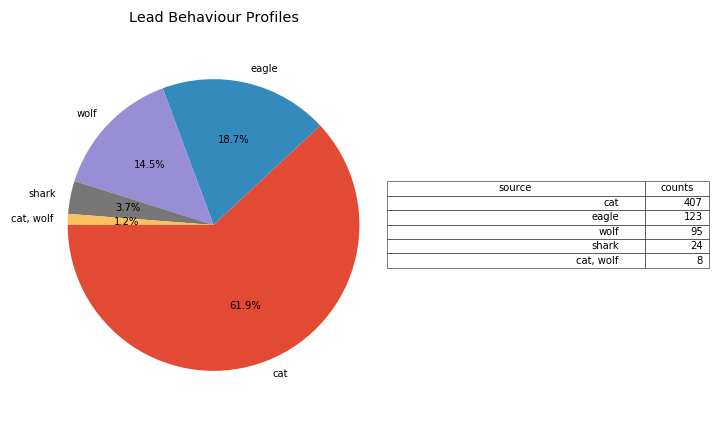 Lead Behaviour Profiles
eagle
wolf
18.7%
14.5%
shark
3.7%
cat, wolf
1.2%
61.9%
cat
source counts
cat 407
eagle 123
wolf 95
shark 24
cat, wolf 8